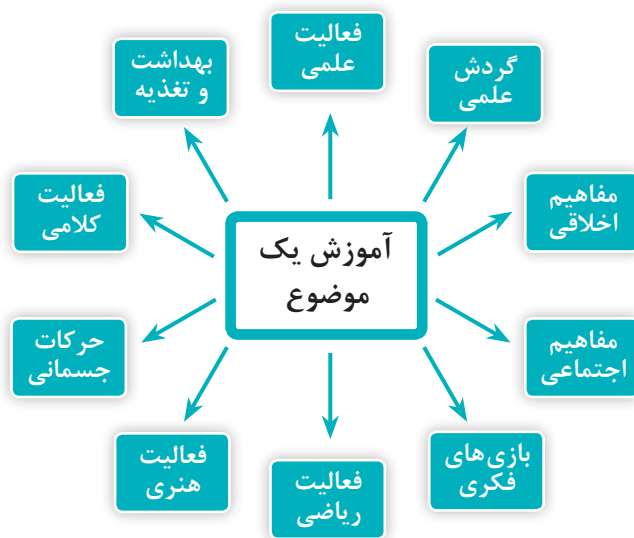 فعالیت
علمی
گردش
علمی
بهداشت
و تغذیه
مفاهیم
اخلاقی
فعالیت
کلامی
آموزش یک
موضوع
مفاهیم
اجتماعی
حرکات
جسمانی
بازی‌های
فکری
فعالیت
هنری
فعالیت
ریاضی